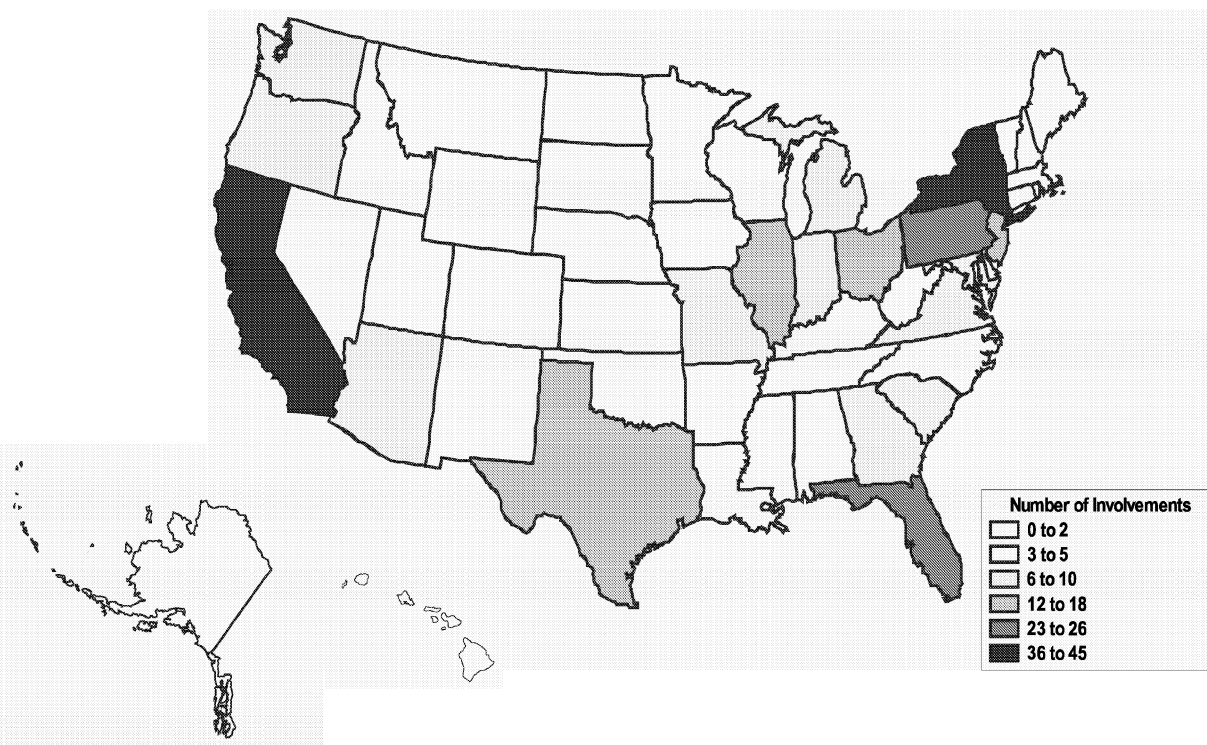 Number of Involvements
0 to 2
3 to 5
6 to 10
12 to 18
23 to 26
36 to 45